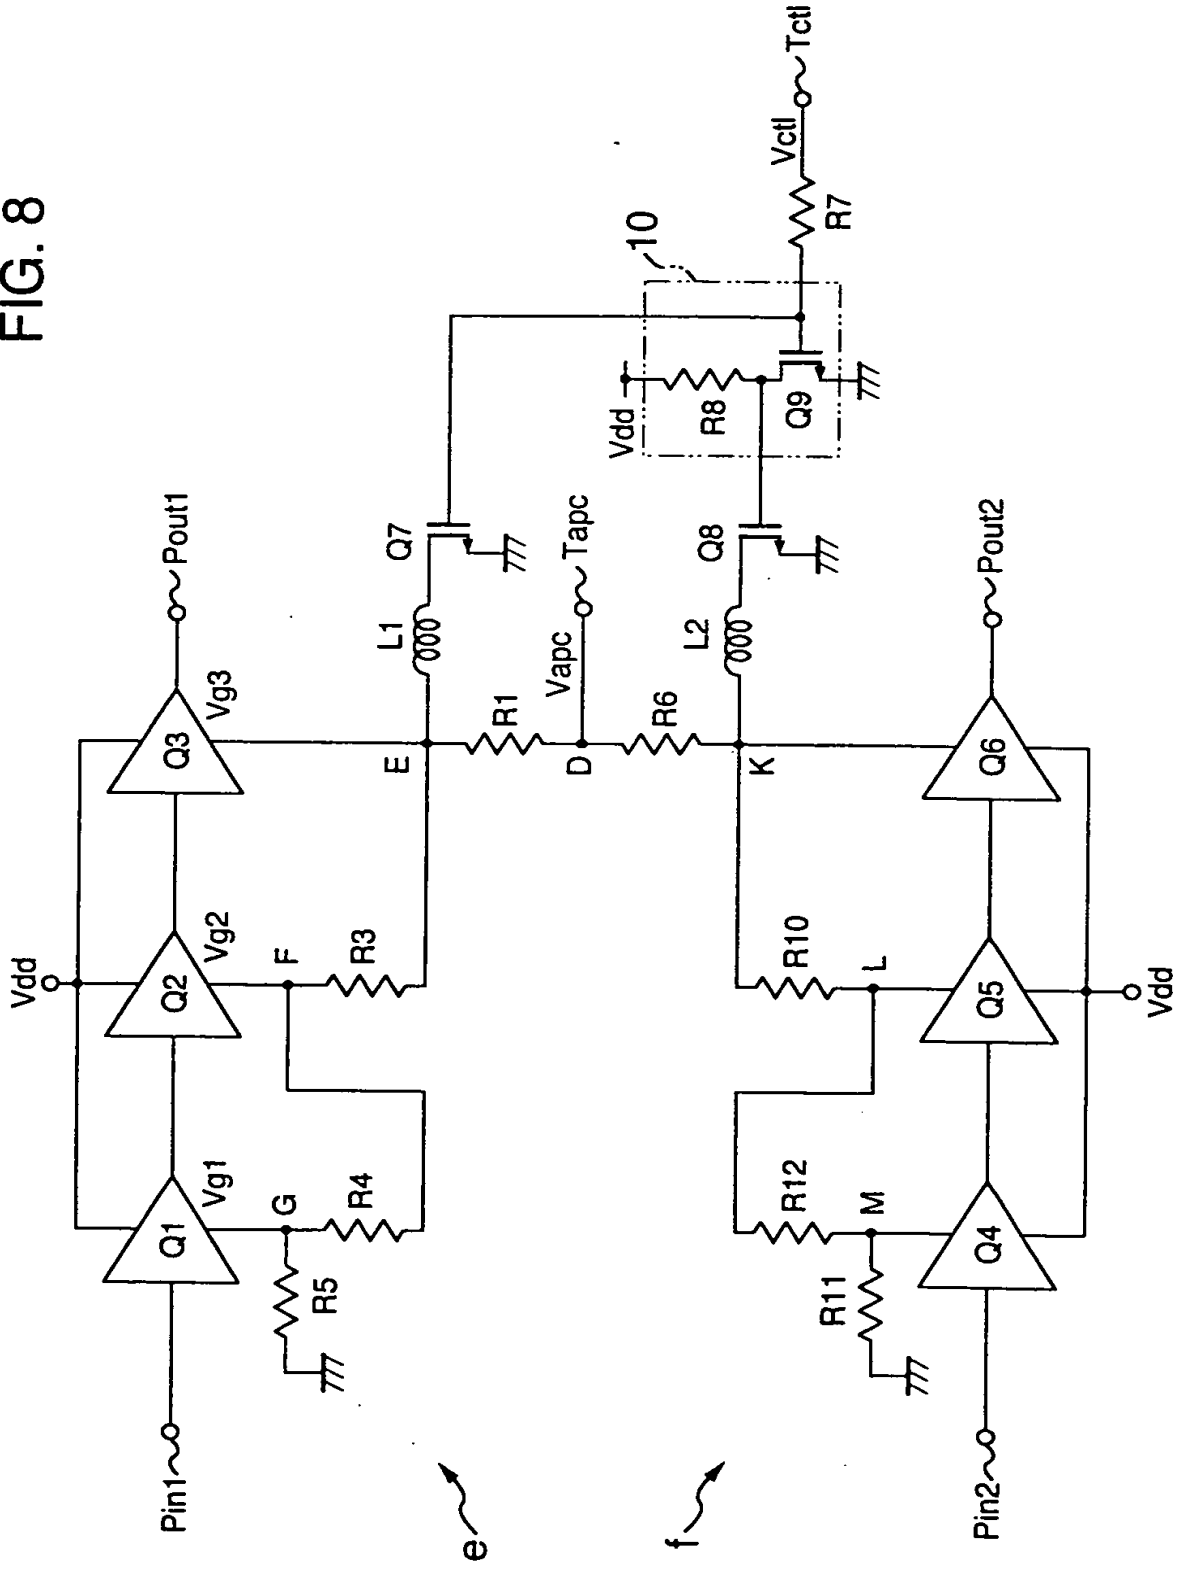 FIG. 8
Pin1
Q1
Vg1
Vdd
Q2
Vg2
Q3
Vg3
Pout1
G
R4
R5
F
R3
E
L1
Q7
R1
D
Vapc
Tapc
R6
K
L2
Q8
Vdd
R8
Q9
10
R7
Vctl
Tctl
R10
L
R12
M
R11
Pin2
Q4
Q5
Q6
Pout2
Vdd
e
f